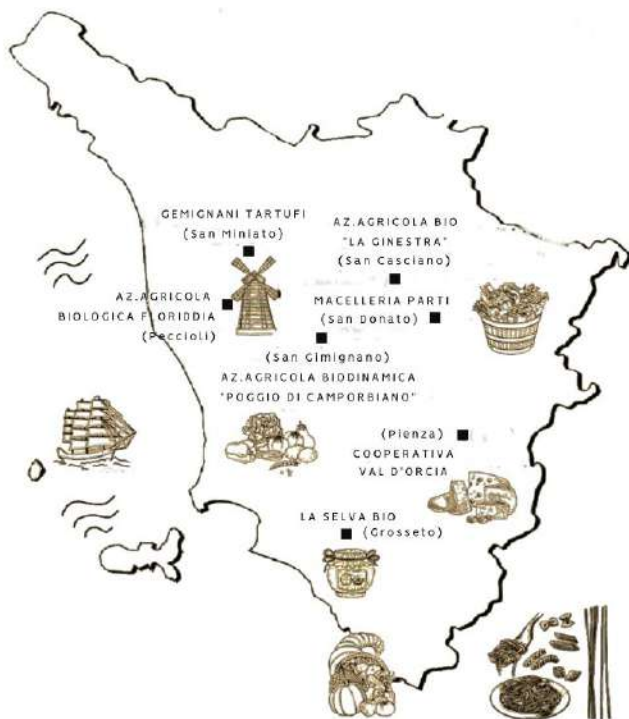 GEMIGNANI TARTUFI
(San Miniato)
AZ.AGRICOLA BIO
"LA GINESTRA"
(San Casciano)
AZ.AGRICOLA
BIOLOGICA FLORIDDIA
(Peccioli)
MACELLERIA PARTI
(San Donato)
(San Gimignano)
AZ.AGRICOLA BIODINAMICA
"POGGIO DI CAMPORBIANO"
(Pienza)
COOPERATIVA
VAL D'ORCIA
LA SELVA BIO
(Grosseto)